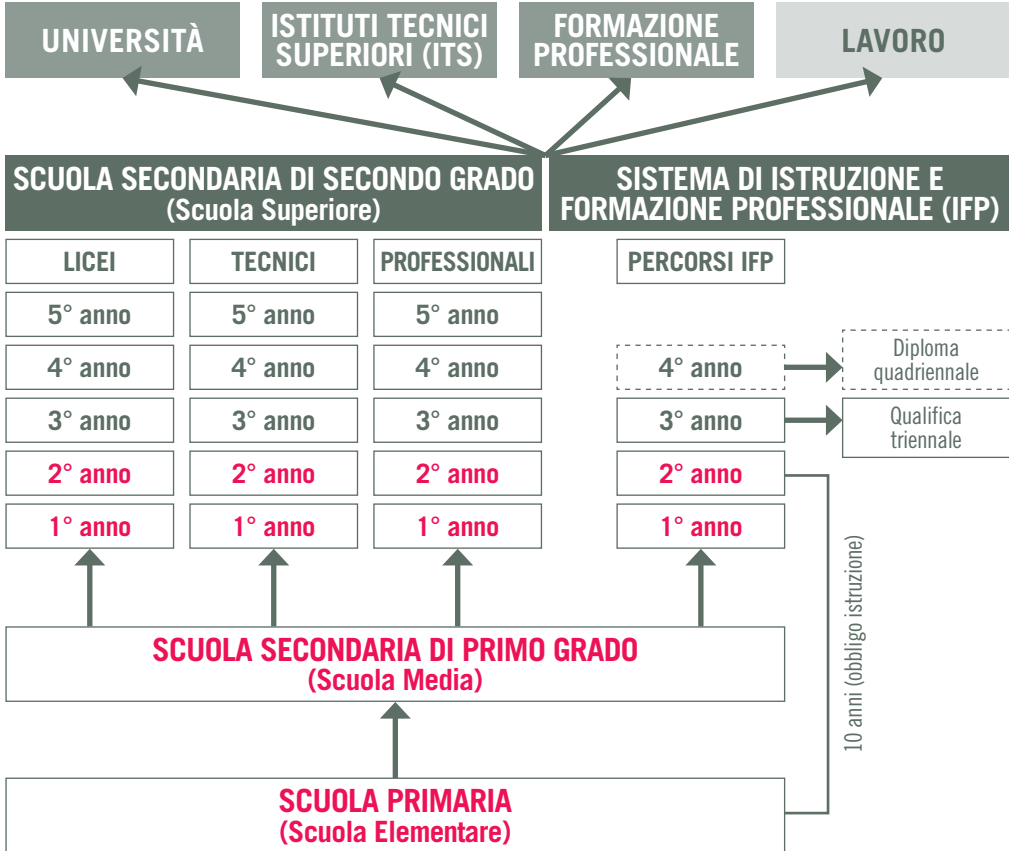 UNIVERSITÀ
ISTITUTI TECNICI
SUPERIORI (ITS)
FORMAZIONE
PROFESSIONALE
LAVORO
SCUOLA SECONDARIA DI SECONDO GRADO
(Scuola Superiore)
SISTEMA DI ISTRUZIONE E
FORMAZIONE PROFESSIONALE (IFP)
LICEI
TECNICI
PROFESSIONALI
PERCORSI IFP
5° anno
5° anno
5° anno
4° anno
4° anno
4° anno
4° anno
Diploma
quadriennale
3° anno
3° anno
3° anno
3° anno
Qualifica
triennale
2° anno
2° anno
2° anno
2° anno
1° anno
1° anno
1° anno
1° anno
10 anni (obbligo istruzione)
SCUOLA SECONDARIA DI PRIMO GRADO
(Scuola Media)
SCUOLA PRIMARIA
(Scuola Elementare)